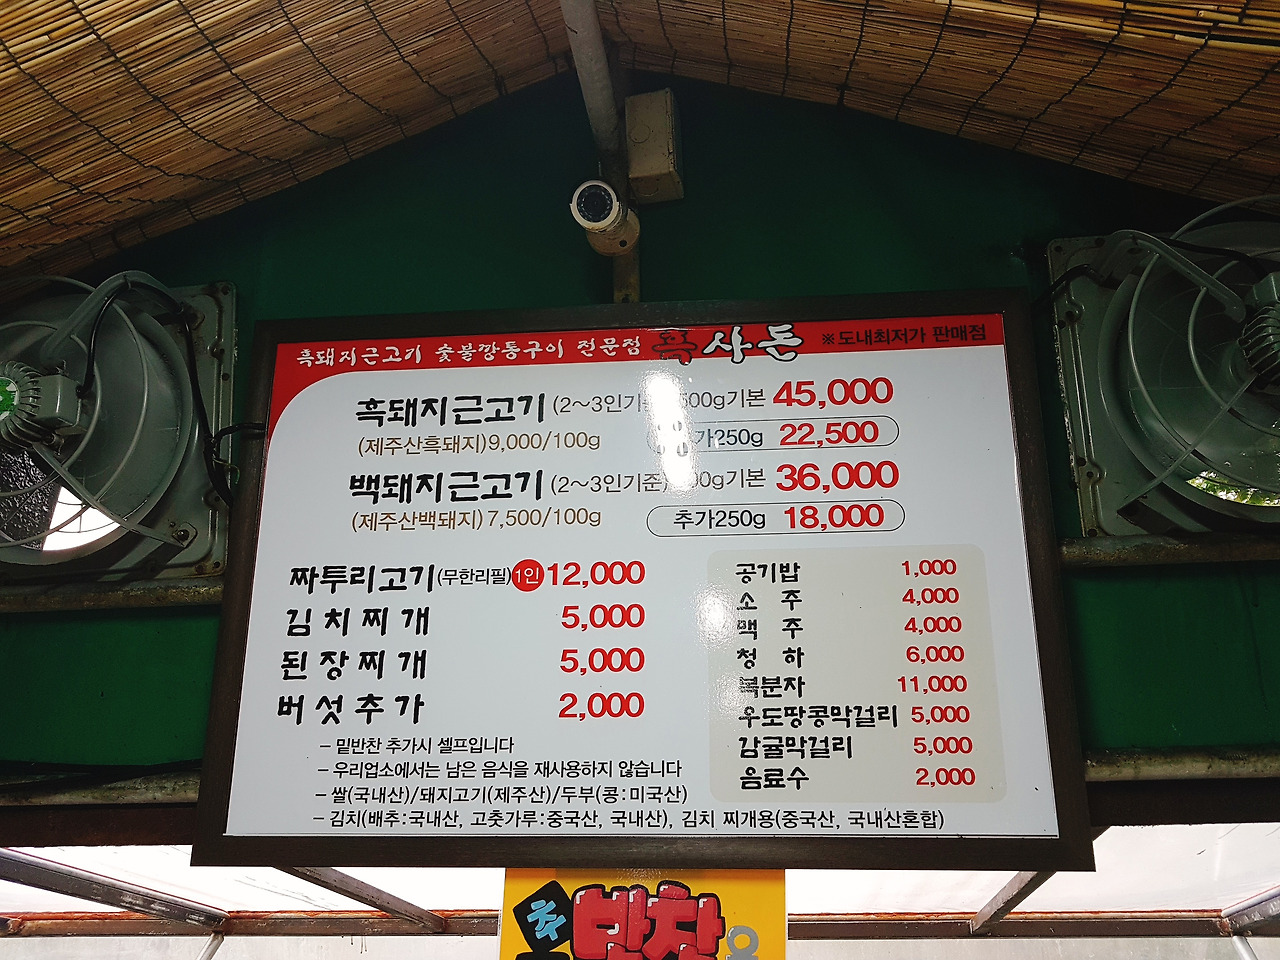 흑돼지근고기 숯불깡통구이 전문점 흑사돈 ※도내최저가 판매점
흑돼지근고기 (2~3인기준) 500g기본 45,000
(제주산흑돼지)9,000/100g 추가250g 22,500
백돼지근고기 (2~3인기준) 기본 36,000
(제주산백돼지)7,500/100g 추가250g 18,000
짜투리고기(무한리필)1인 12,000
김치찌개 5,000
된장찌개 5,000
버섯추가 2,000
공기밥 1,000
소주 4,000
맥주 4,000
청하 6,000
복분자 11,000
우도땅콩막걸리 5,000
감귤막걸리 5,000
음료수 2,000
- 밑반찬 추가시 셀프입니다
- 우리업소에서는 남은 음식을 재사용하지 않습니다
- 쌀(국내산)/돼지고기(제주산)/두부(콩:미국산)
- 김치(배추:국내산, 고춧가루:중국산, 국내산), 김치 찌개용(중국산, 국내산혼합)
추
반찬